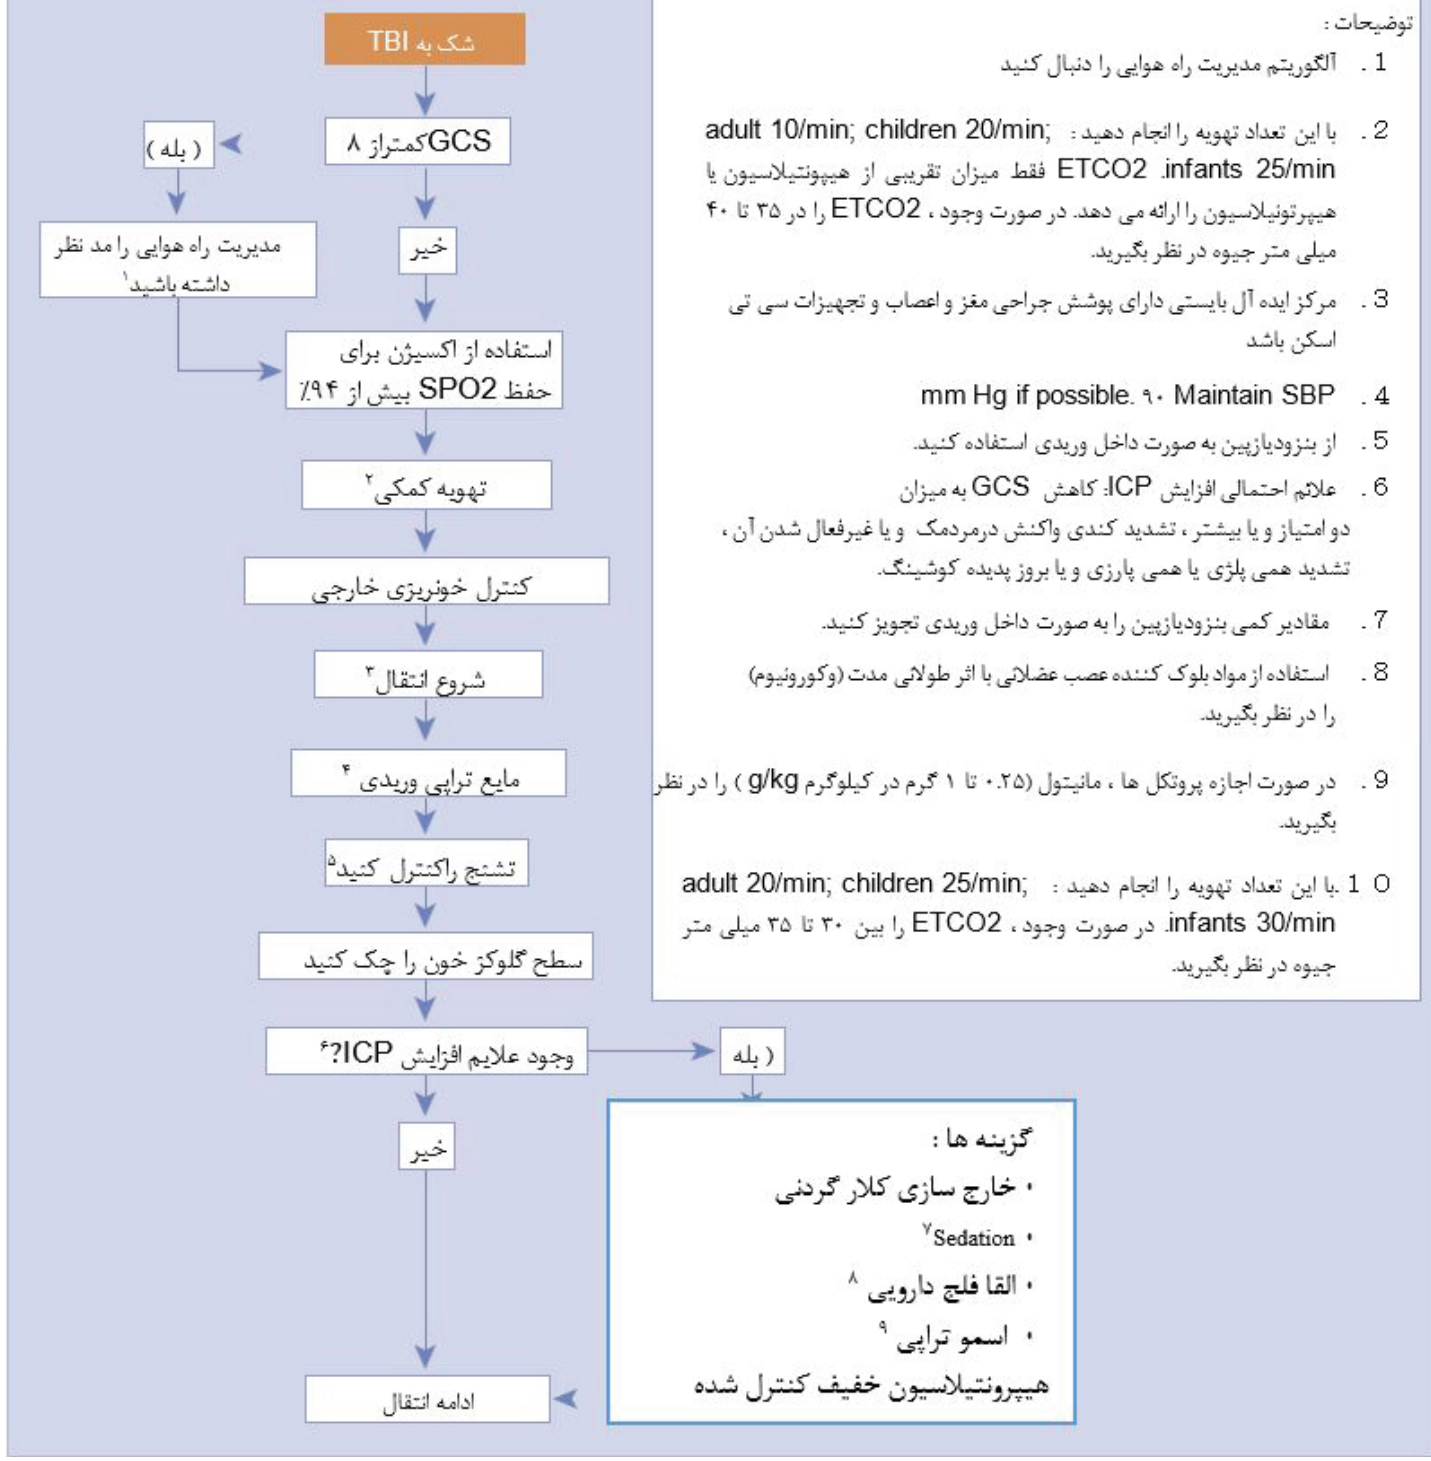 شک به TBI
GCSکمتراز ۸
( بله )
خیر
مدیریت راه هوایی را مد نظر
داشته باشید۱
استفاده از اکسیژن برای
حفظ SPO2 بیش از ۹۴٪
تهویه کمکی۲
کنترل خونریزی خارجی
شروع انتقال۳
مایع تراپی وریدی ۴
تشنج راکنترل کنید۵
سطح گلوکز خون را چک کنید
وجود علایم افزایش ICP?۶
( بله
خیر
گزینه ها :
• خارج سازی کلار گردنی
• Sedation۷
• القا فلج دارویی ۸
• اسمو تراپی ۹
هیپرونتیلاسیون خفیف کنترل شده
ادامه انتقال
توضیحات :
1. آلگوریتم مدیریت راه هوایی را دنبال کنید
2. با این تعداد تهویه را انجام دهید : adult 10/min; children 20/min;
infants 25/min. ETCO2 فقط میزان تقریبی از هیپونتیلاسیون یا
هیپرتونیلاسیون را ارائه می دهد. در صورت وجود ، ETCO2 را در ۳۵ تا ۴۰
میلی متر جیوه در نظر بگیرید.
3. مرکز ایده آل بایستی دارای پوشش جراحی مغز و اعصاب و تجهیزات سی تی
اسکن باشد
4. mm Hg if possible. ۹۰ Maintain SBP
5. از بنزودیازپین به صورت داخل وریدی استفاده کنید.
6. علائم احتمالی افزایش ICP: کاهش GCS به میزان
دو امتیاز و یا بیشتر ، تشدید کندی واکنش درمردمک و یا غیرفعال شدن آن ،
تشدید همی پلژی یا همی پارزی و یا بروز پدیده کوشینگ.
7. مقادیر کمی بنزودیازپین را به صورت داخل وریدی تجویز کنید.
8. استفاده از مواد بلوک کننده عصب عضلانی با اثر طولانی مدت (وکورونیوم)
را در نظر بگیرید.
9. در صورت اجازه پروتکل ها ، مانیتول (۰.۲۵ تا ۱ گرم در کیلوگرم g/kg ) را در نظر
بگیرید.
10. با این تعداد تهویه را انجام دهید : adult 20/min; children 25/min;
infants 30/min. در صورت وجود ، ETCO2 را بین ۳۰ تا ۳۵ میلی متر
جیوه در نظر بگیرید.